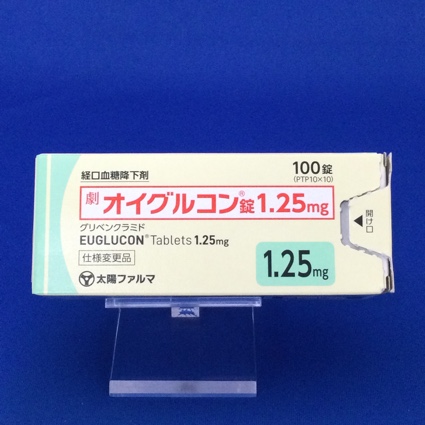 経口血糖降下剤
100錠
(PTP10×10)
劇 オイグルコン®錠1.25mg
グリベンクラミド
EUGLUCON® Tablets 1.25mg
仕様変更品
1.25mg
太陽ファルマ
開け口